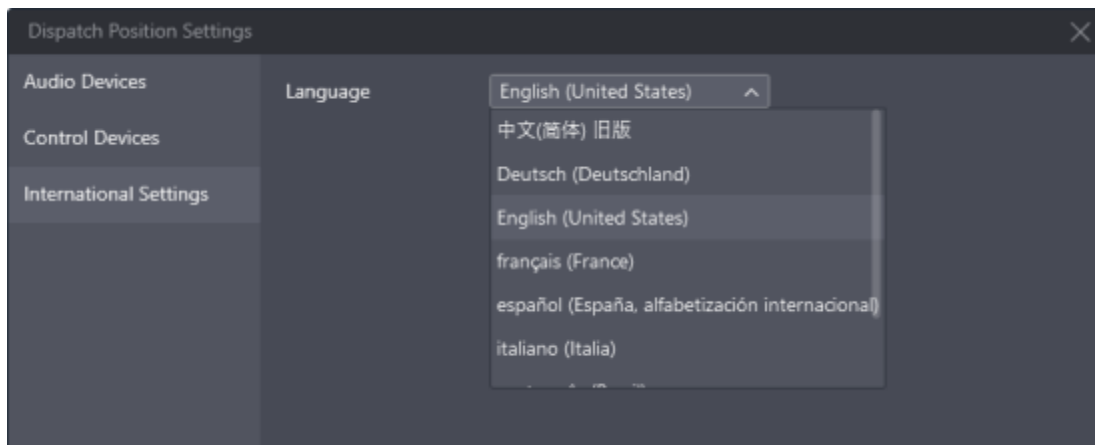 Dispatch Position Settings
Audio Devices
Control Devices
International Settings
Language
English (United States)
中文(简体) 旧版
Deutsch (Deutschland)
English (United States)
français (France)
español (España, alfabetización internacional)
italiano (Italia)